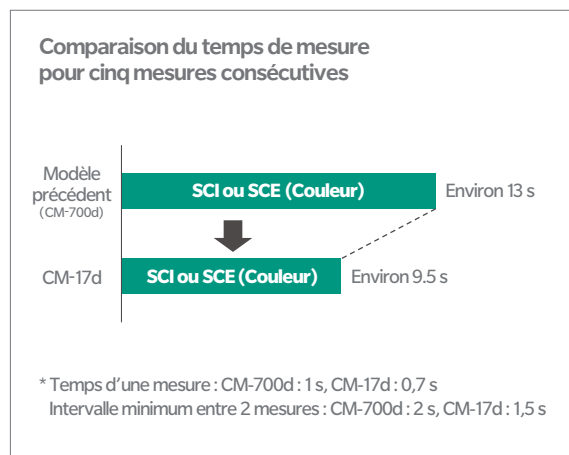 Comparaison du temps de mesure
pour cinq mesures consécutives
Modèle
précédent
(CM-700d)
SCI ou SCE (Couleur)
Environ 13 s
CM-17d
SCI ou SCE (Couleur)
Environ 9.5 s
* Temps d’une mesure : CM-700d : 1 s, CM-17d : 0,7 s
Intervalle minimum entre 2 mesures : CM-700d : 2 s, CM-17d : 1,5 s